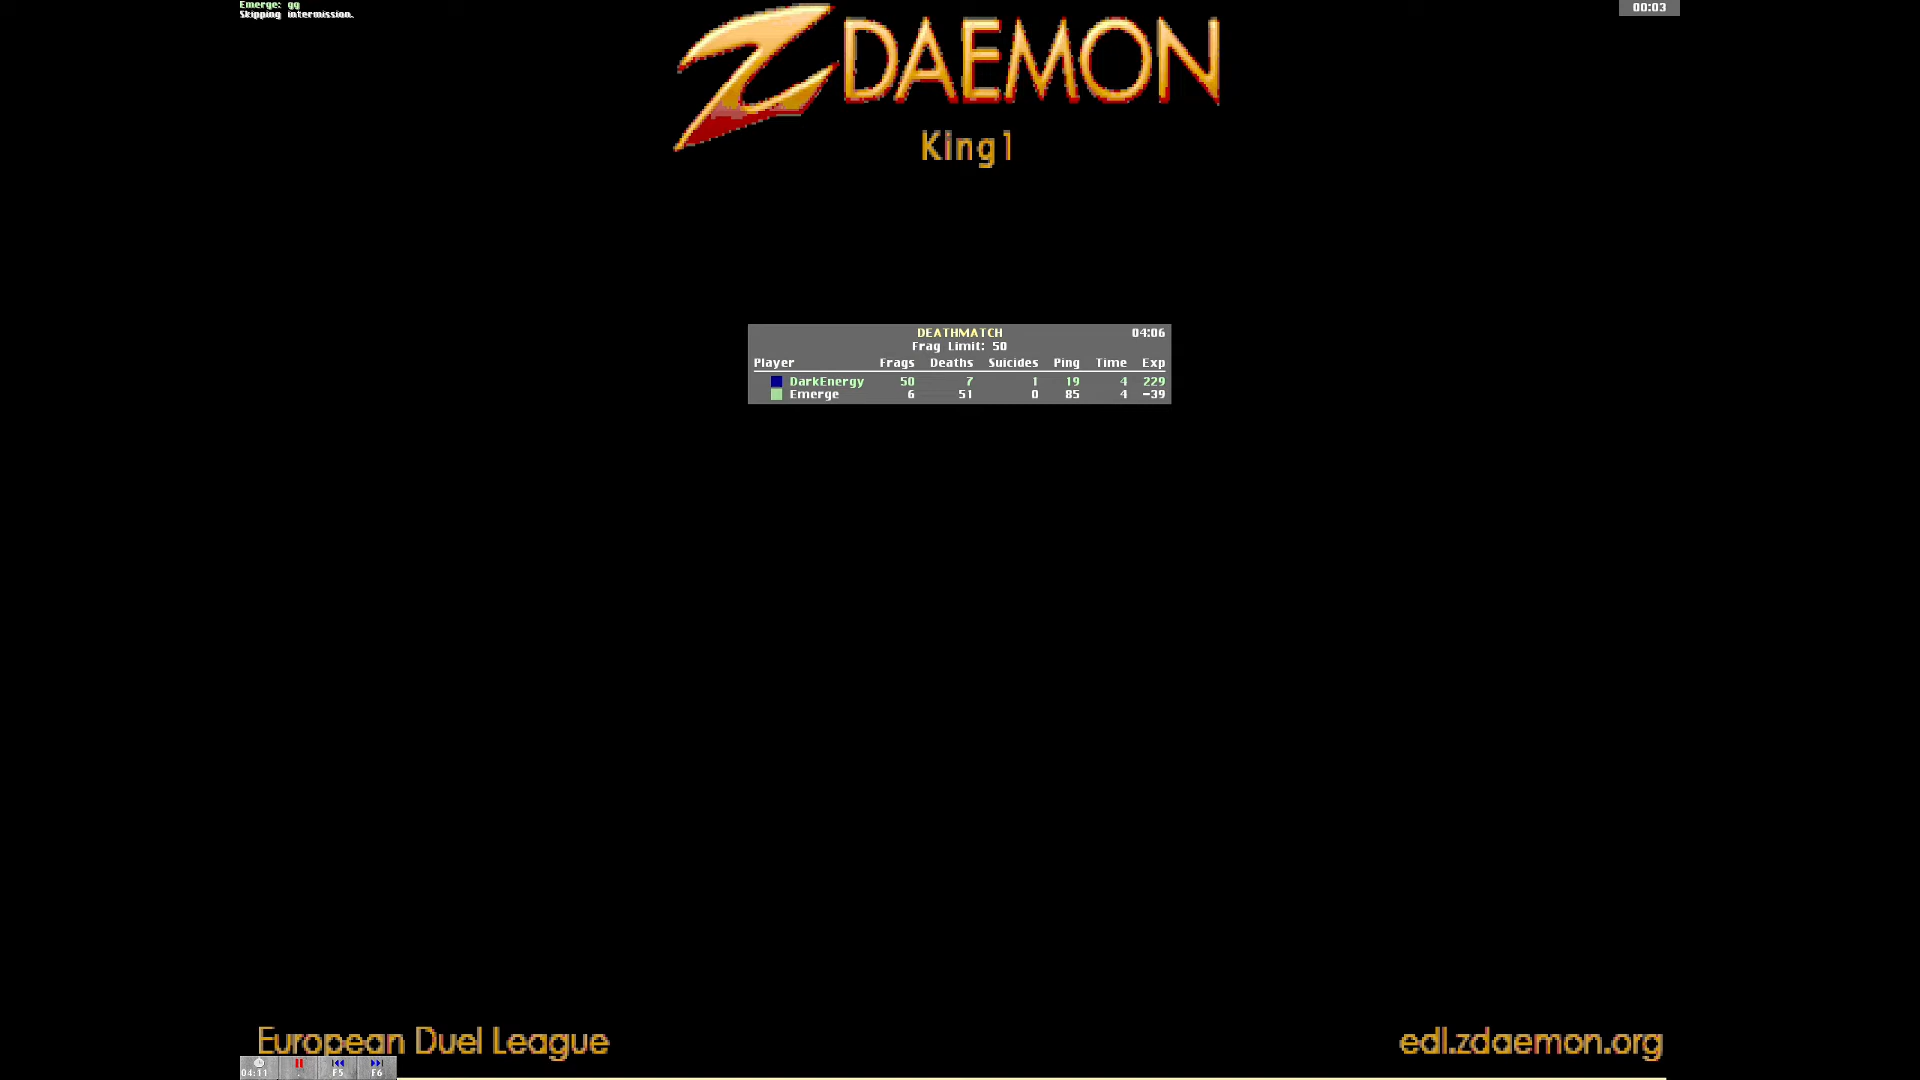 Emerge: gg
Skipping intermission.
00:03
ZDAEMON
King1
DEATHMATCH 04:06
Frag Limit: 50
Player Frags Deaths Suicides Ping Time Exp
DarkEnergy 50 7 1 19 4 229
Emerge 6 51 0 85 4 -39
European Duel League
edl.zdaemon.org
04:11 . F5 F6